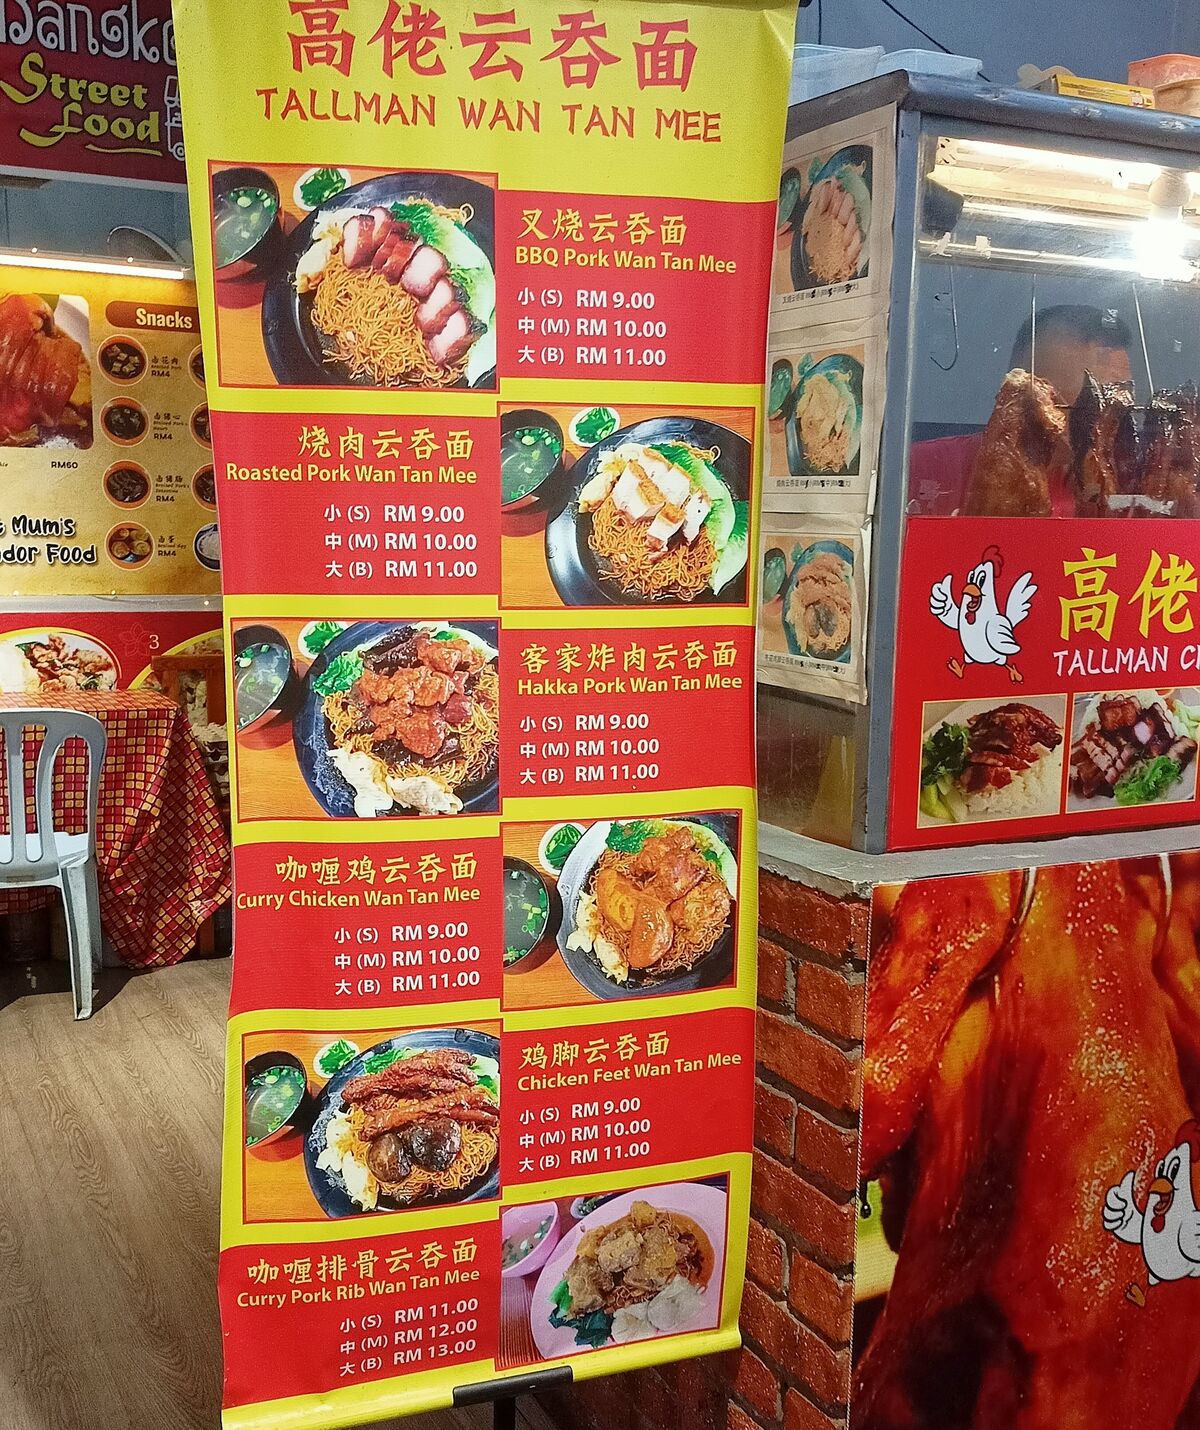 Street
Food
Snacks
卤花肉
RM4
RM4
RM4
卤蛋
RM4
RM60
Mum's
dor Food
3
高佬云吞面
TALLMAN WAN TAN MEE
叉烧云吞面
BBQ Pork Wan Tan Mee
小 (S) RM 9.00
中 (M) RM 10.00
大 (B) RM 11.00
烧肉云吞面
Roasted Pork Wan Tan Mee
小 (S) RM 9.00
中 (M) RM 10.00
大 (B) RM 11.00
客家炸肉云吞面
Hakka Pork Wan Tan Mee
小 (S) RM 9.00
中 (M) RM 10.00
大 (B) RM 11.00
咖喱鸡云吞面
Curry Chicken Wan Tan Mee
小 (S) RM 9.00
中 (M) RM 10.00
大 (B) RM 11.00
鸡脚云吞面
Chicken Feet Wan Tan Mee
小 (S) RM 9.00
中 (M) RM 10.00
大 (B) RM 11.00
咖喱排骨云吞面
Curry Pork Rib Wan Tan Mee
小 (S) RM 11.00
中 (M) RM 12.00
大 (B) RM 13.00
高佬
TALLMAN C